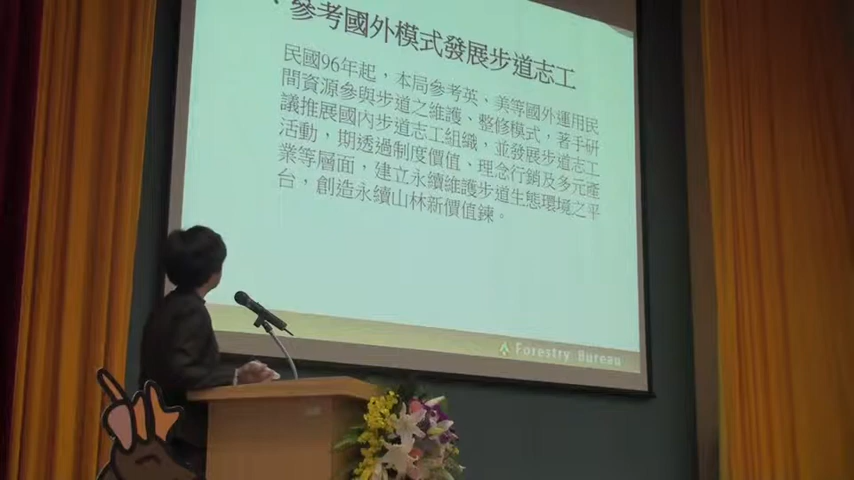 、參考國外模式發展步道志工
民國96年起，本局參考英、美等國外運用民
間資源參與步道之維護、整修模式，著手研
議推展國內步道志工組織，並發展步道志工
活動，期透過制度價值、理念行銷及多元產
業等層面，建立永續維護步道生態環境之平
台，創造永續山林新價值鍊。
Forestry Bureau